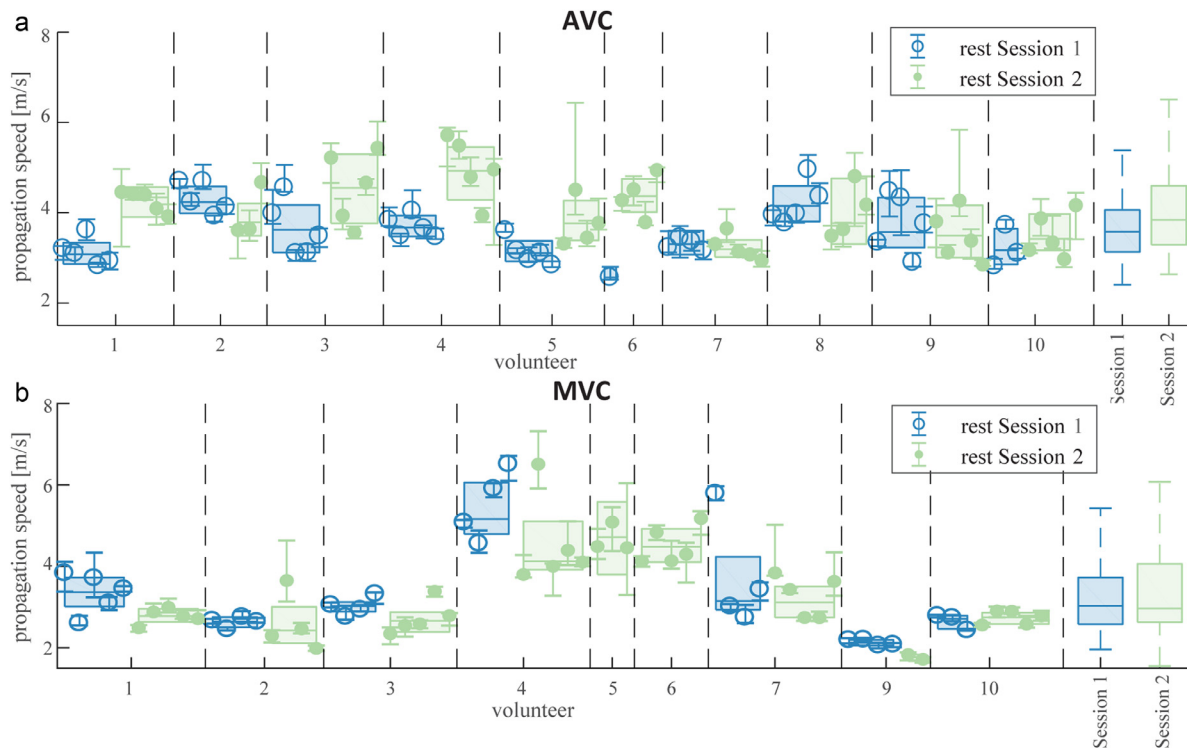 a
AVC
8
6
4
2
propagation speed [m/s]
rest Session 1
rest Session 2
1 2 3 4 5 6 7 8 9 10
volunteer
Session 1
Session 2
b
MVC
8
6
4
2
propagation speed [m/s]
rest Session 1
rest Session 2
1 2 3 4 5 6 7 9 10
volunteer
Session 1
Session 2